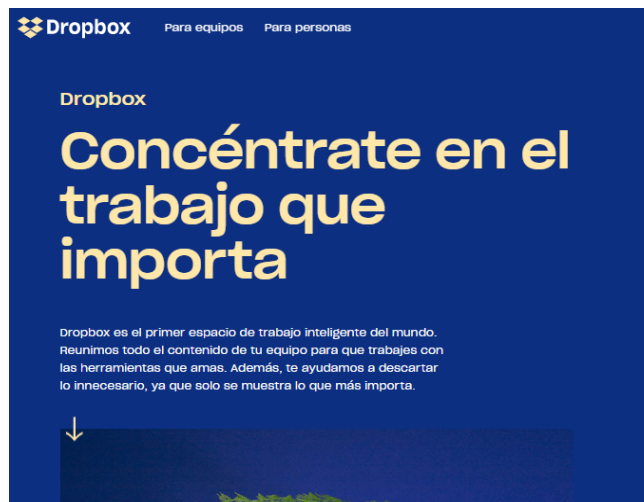 Dropbox Para equipos Para personas
Dropbox
Concéntrate en el
trabajo que
importa
Dropbox es el primer espacio de trabajo inteligente del mundo.
Reunimos todo el contenido de tu equipo para que trabajes con
las herramientas que amas. Además, te ayudamos a descartar
lo innecesario, ya que solo se muestra lo que más importa.